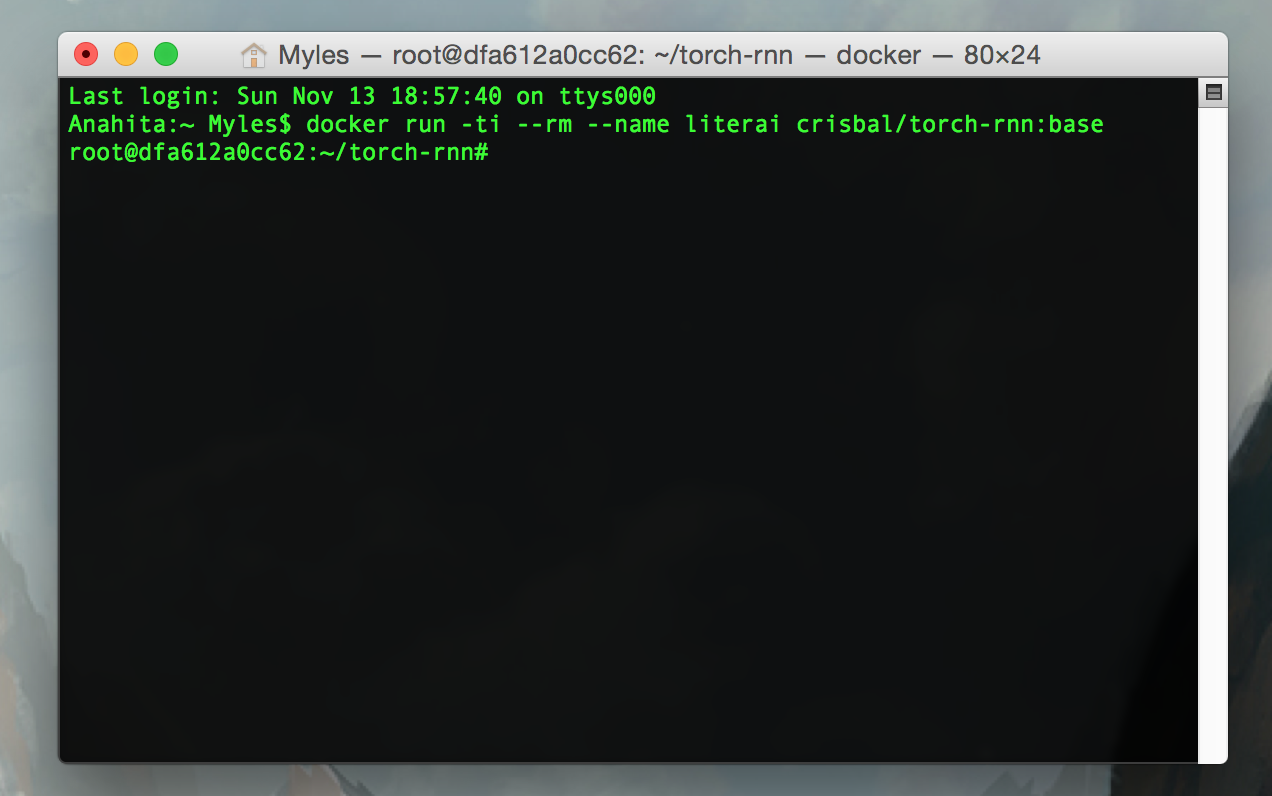 Myles — root@dfa612a0cc62: ~/torch-rnn — docker — 80×24
Last login: Sun Nov 13 18:57:40 on ttys000
Anahita:~ Myles$ docker run -ti --rm --name literai crisbal/torch-rnn:base
root@dfa612a0cc62:~/torch-rnn#